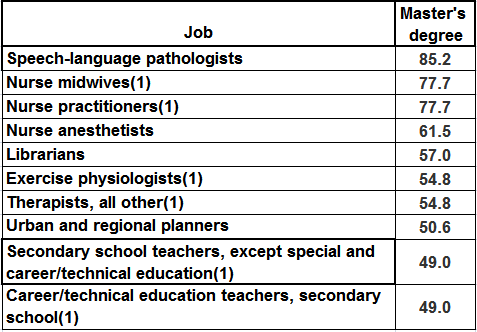 Job Master's
degree
Speech-language pathologists 85.2
Nurse midwives(1) 77.7
Nurse practitioners(1) 77.7
Nurse anesthetists 61.5
Librarians 57.0
Exercise physiologists(1) 54.8
Therapists, all other(1) 54.8
Urban and regional planners 50.6
Secondary school teachers, except special and
career/technical education(1) 49.0
Career/technical education teachers, secondary
school(1) 49.0